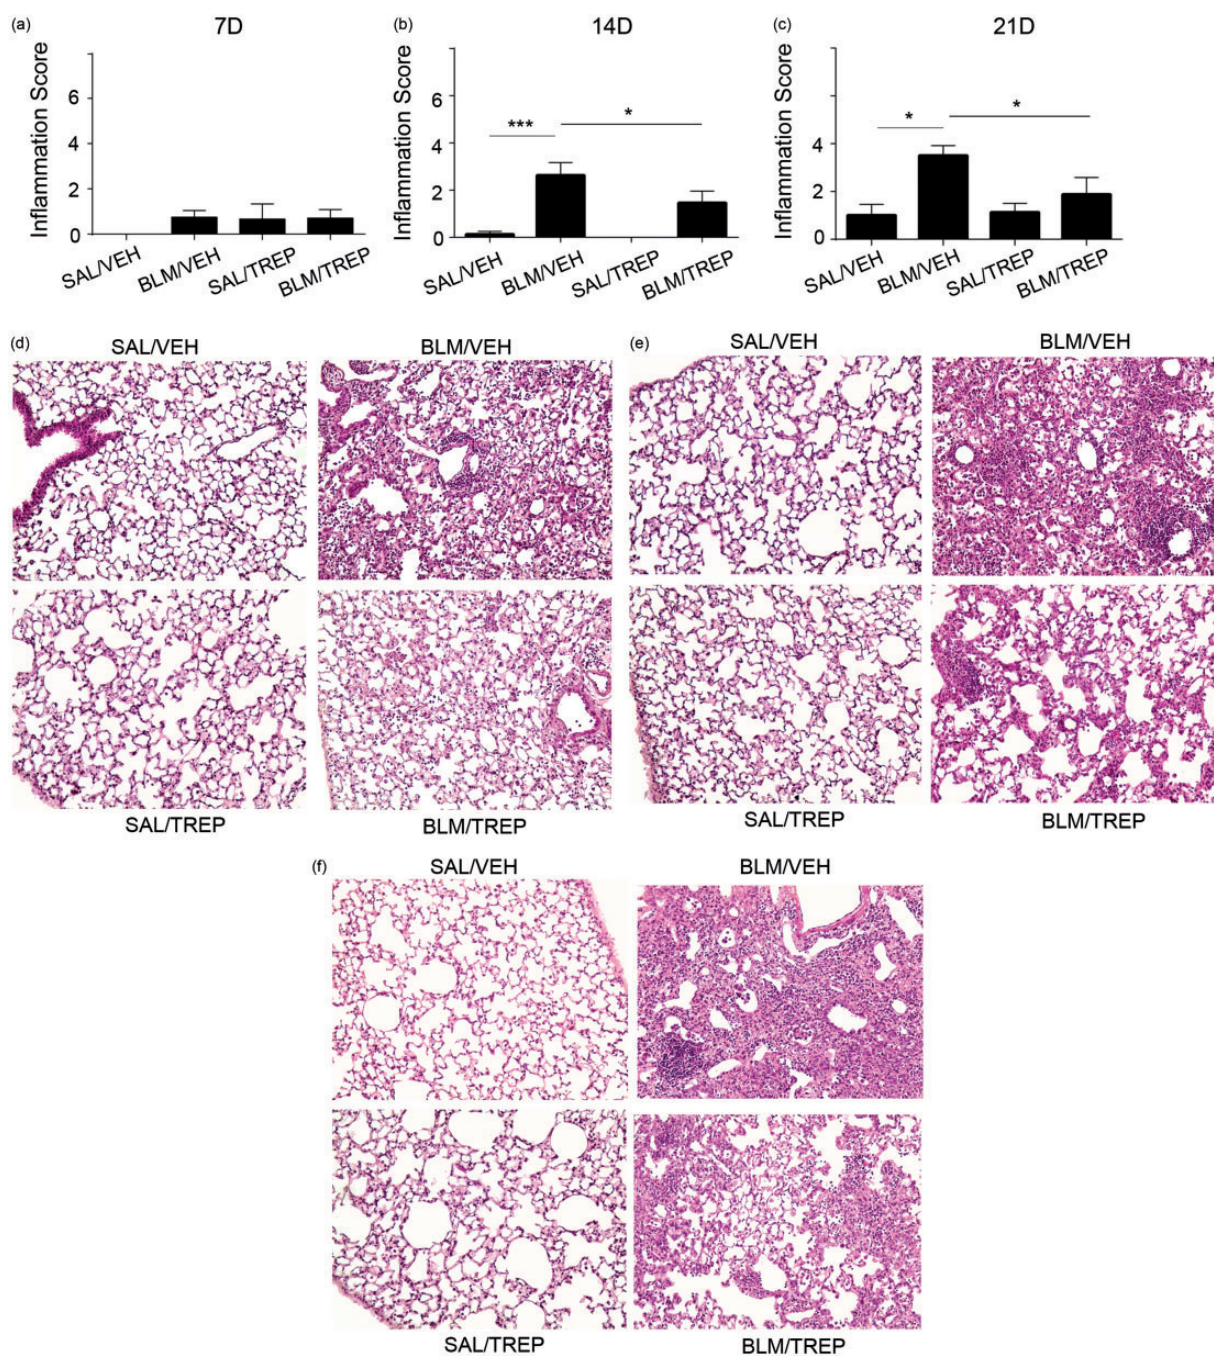 (a) 7D
Inflammation Score
6
4
2
0
SAL/VEH
BLM/VEH
SAL/TREP
BLM/TREP
(b) 14D
Inflammation Score
6
4
2
0
***
*
SAL/VEH
BLM/VEH
SAL/TREP
BLM/TREP
(c) 21D
Inflammation Score
6
4
2
0
*
*
SAL/VEH
BLM/VEH
SAL/TREP
BLM/TREP
(d) SAL/VEH BLM/VEH
SAL/TREP BLM/TREP
(e) SAL/VEH BLM/VEH
SAL/TREP BLM/TREP
(f) SAL/VEH BLM/VEH
SAL/TREP BLM/TREP